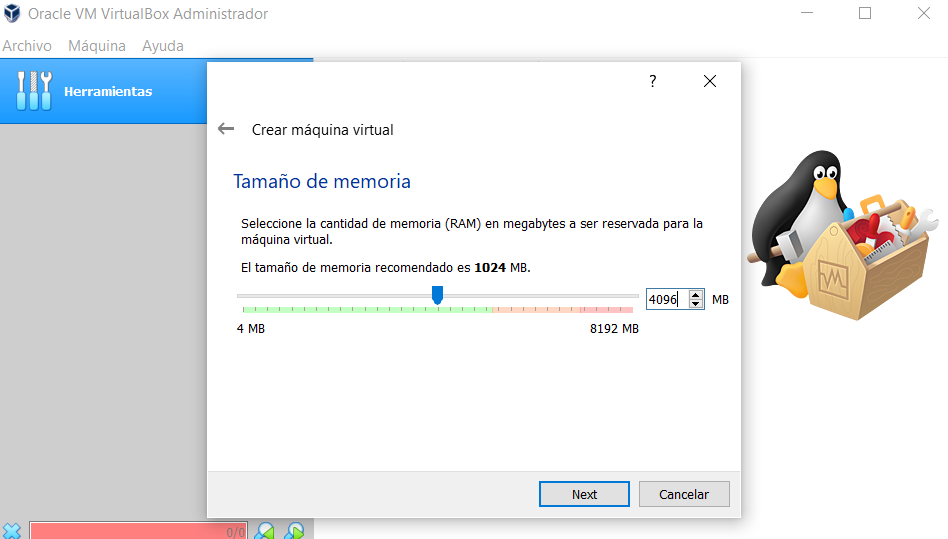 Oracle VM VirtualBox Administrador
Archivo Máquina Ayuda
Herramientas
?
Crear máquina virtual
Tamaño de memoria
Seleccione la cantidad de memoria (RAM) en megabytes a ser reservada para la
máquina virtual.
El tamaño de memoria recomendado es 1024 MB.
4096 MB
4 MB 8192 MB
Next Cancelar
0/0